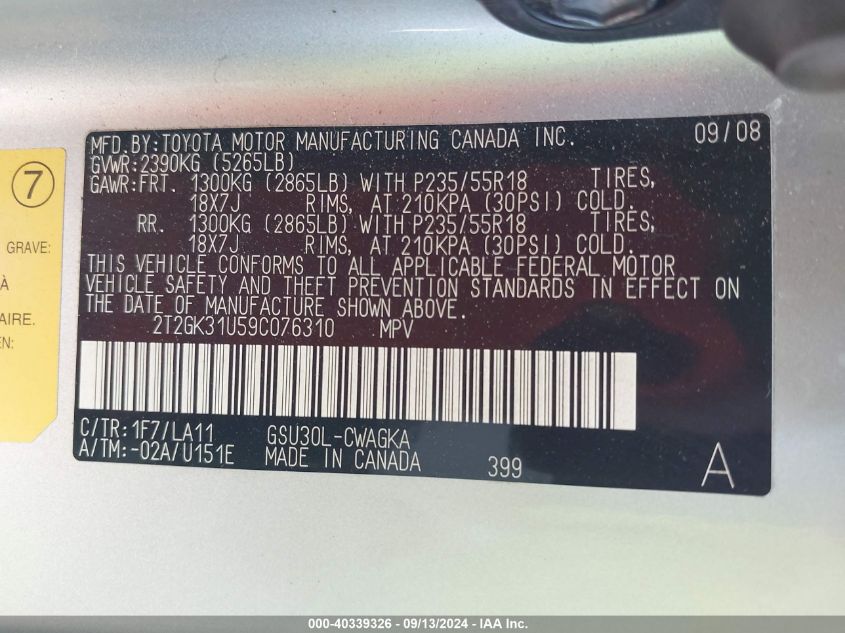 MFD.BY:TOYOTA MOTOR MANUFACTURING CANADA INC. 09/08
GVWR:2390KG (5265LB)
GAWR:FRT. 1300KG (2865LB) WITH P235/55R18 TIRES,
18X7J RIMS, AT 210KPA (30PSI) COLD.
RR. 1300KG (2865LB) WITH P235/55R18 TIRES,
18X7J RIMS, AT 210KPA (30PSI) COLD.
THIS VEHICLE CONFORMS TO ALL APPLICABLE FEDERAL MOTOR
VEHICLE SAFETY AND THEFT PREVENTION STANDARDS IN EFFECT ON
THE DATE OF MANUFACTURE SHOWN ABOVE.
2T2GK31U59C076310 MPV
C/TR:1F7/LA11 GSU30L-CWAGKA
A/TM:-02A/U151E MADE IN CANADA 399 A
7
GRAVE:
À
AIRE.
EN:
000-40339326 - 09/13/2024 - IAA Inc.